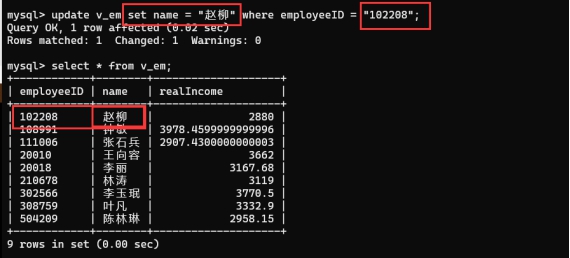 mysql> update v_em set name = "赵柳" where employeeID = "102208";
Query OK, 1 row affected (0.02 sec)
Rows matched: 1  Changed: 1  Warnings: 0
mysql> select * from v_em;
+------------+--------+-----------------+
| employeeID | name | realIncome |
+------------+--------+-----------------+
| 102208 | 赵柳 | 2880 |
| 108991 | 钟敏 | 3978.4599999999996 |
| 111006 | 张石兵 | 2907.4300000000003 |
| 20010 | 王向容 | 3662 |
| 20018 | 李丽 | 3167.68 |
| 210678 | 林涛 | 3119 |
| 302566 | 李玉珉 | 3770.5 |
| 308759 | 叶凡 | 3332.9 |
| 504209 | 陈林琳 | 2958.15 |
+------------+--------+-----------------+
9 rows in set (0.00 sec)